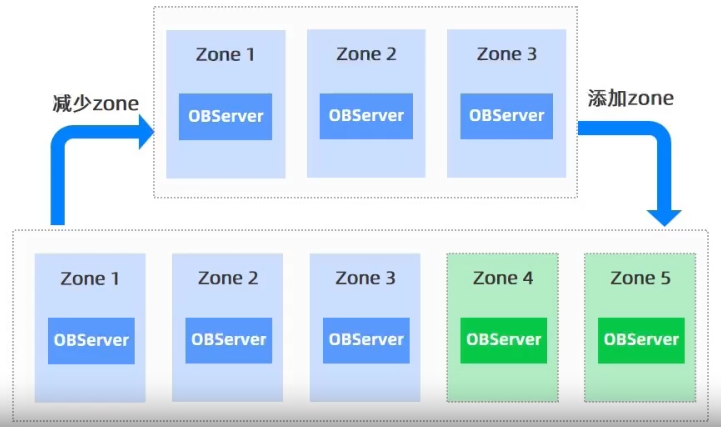 Zone 1
Zone 2
Zone 3
减少zone
添加zone
OBServer
OBServer
OBServer
Zone 1
Zone 2
Zone 3
Zone 4
Zone 5
OBServer
OBServer
OBServer
OBServer
OBServer